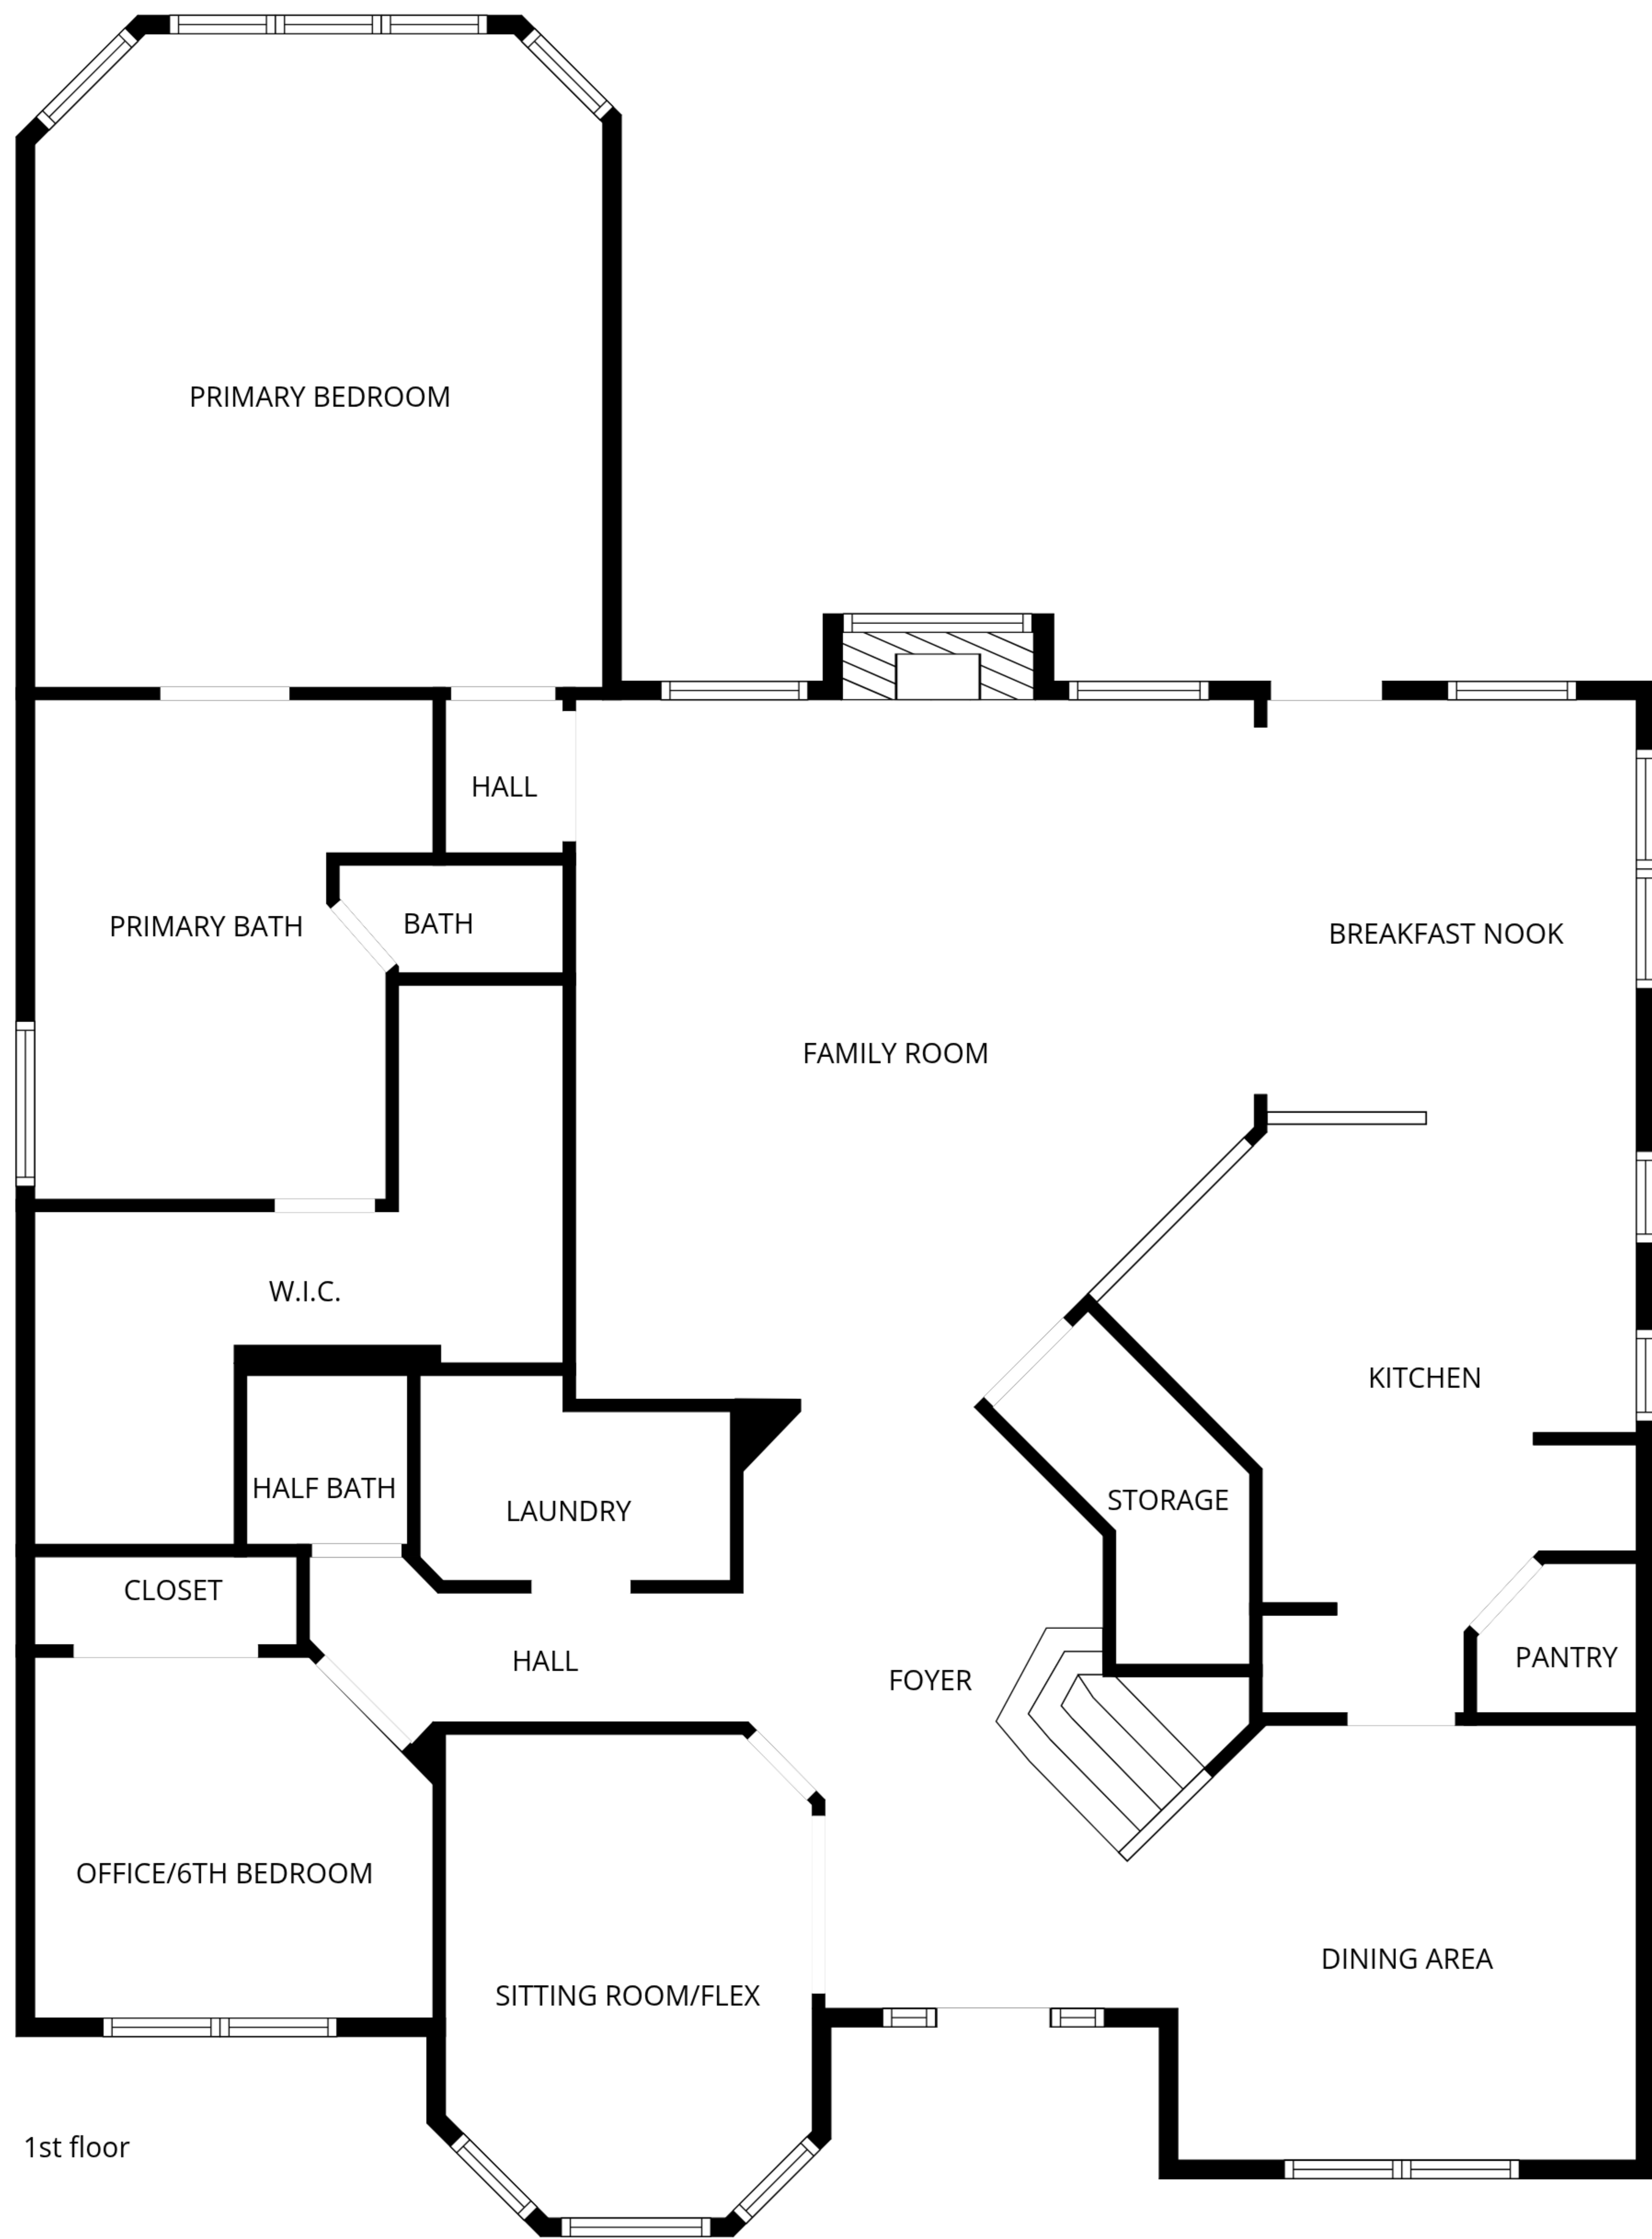 PRIMARY BEDROOM
HALL
PRIMARY BATH
BATH
BREAKFAST NOOK
FAMILY ROOM
W.I.C.
KITCHEN
HALF BATH
STORAGE
LAUNDRY
CLOSET
PANTRY
HALL
FOYER
OFFICE/6TH BEDROOM
DINING AREA
SITTING ROOM/FLEX
1st floor